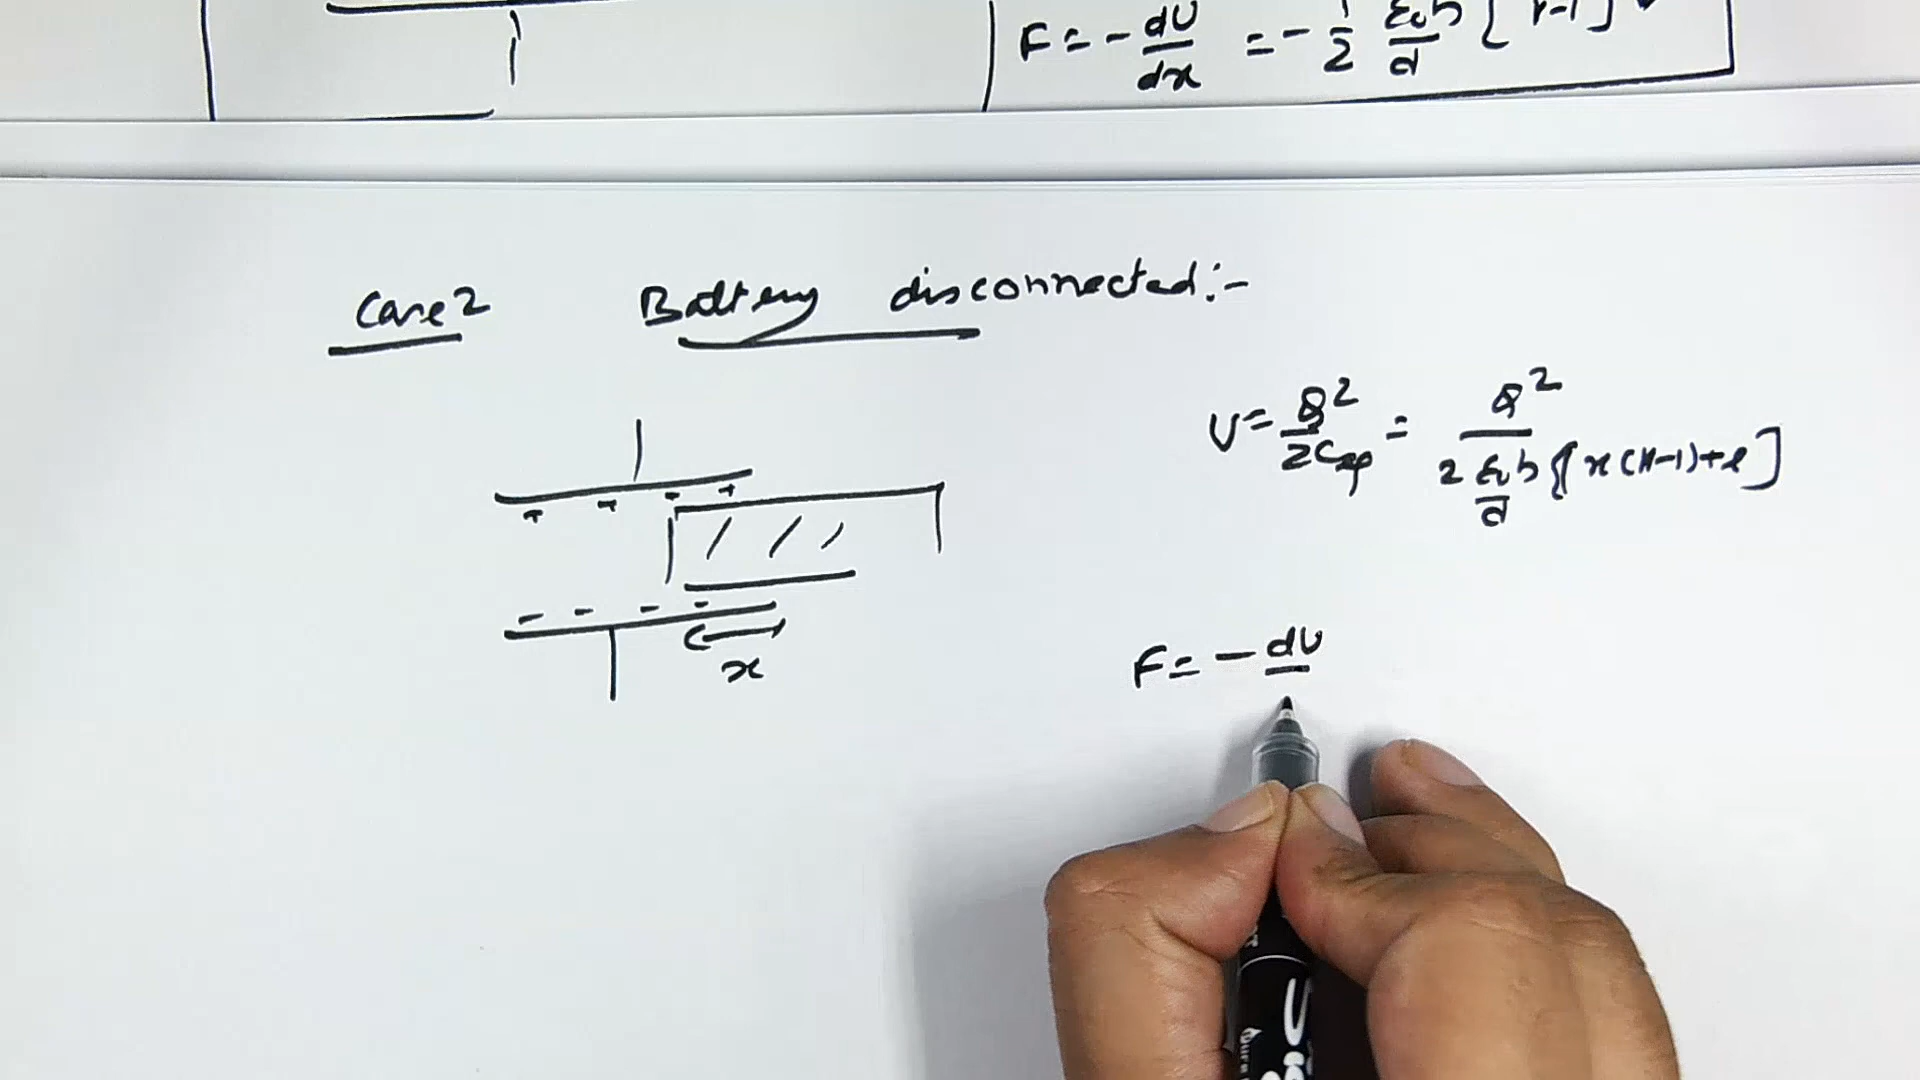 F = - dU/dx = - 1/2 ε₀b/d [ r-1 ]
Case 2 Battery disconnected:-
U = Q²/2Ceq = Q²/2 ε₀b/d [x(K-1)+l]
+ + + +
- - - -
x
F = - dU